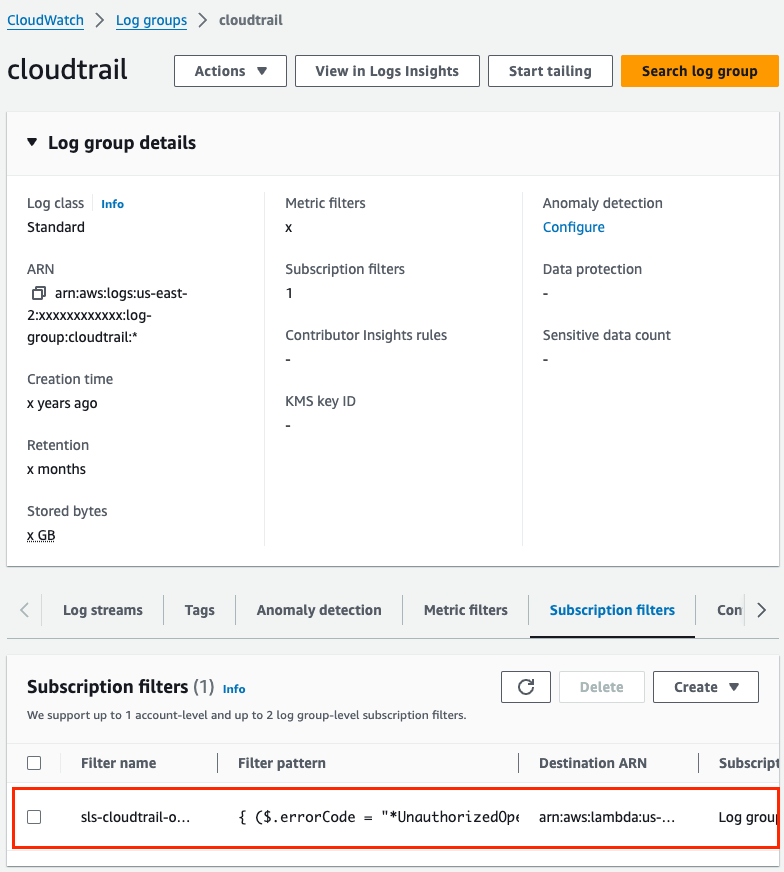 CloudWatch > Log groups > cloudtrail
cloudtrail
Actions ▼
View in Logs Insights
Start tailing
Search log group
▼ Log group details
Log class
Info
Standard
ARN
arn:aws:logs:us-east-
2:xxxxxxxxxxxx:log-
group:cloudtrail:*
Creation time
x years ago
Retention
x months
Stored bytes
x GB
Metric filters
x
Subscription filters
1
Contributor Insights rules
-
KMS key ID
-
Anomaly detection
Configure
Data protection
-
Sensitive data count
-
Log streams
Tags
Anomaly detection
Metric filters
Subscription filters
Con
Subscription filters (1) Info
Delete
Create ▼
We support up to 1 account-level and up to 2 log group-level subscription filters.
Filter name
Filter pattern
Destination ARN
Subscript
sls-cloudtrail-o...
{ ($.errorCode = "*UnauthorizedOpe
arn:aws:lambda:us-...
Log group